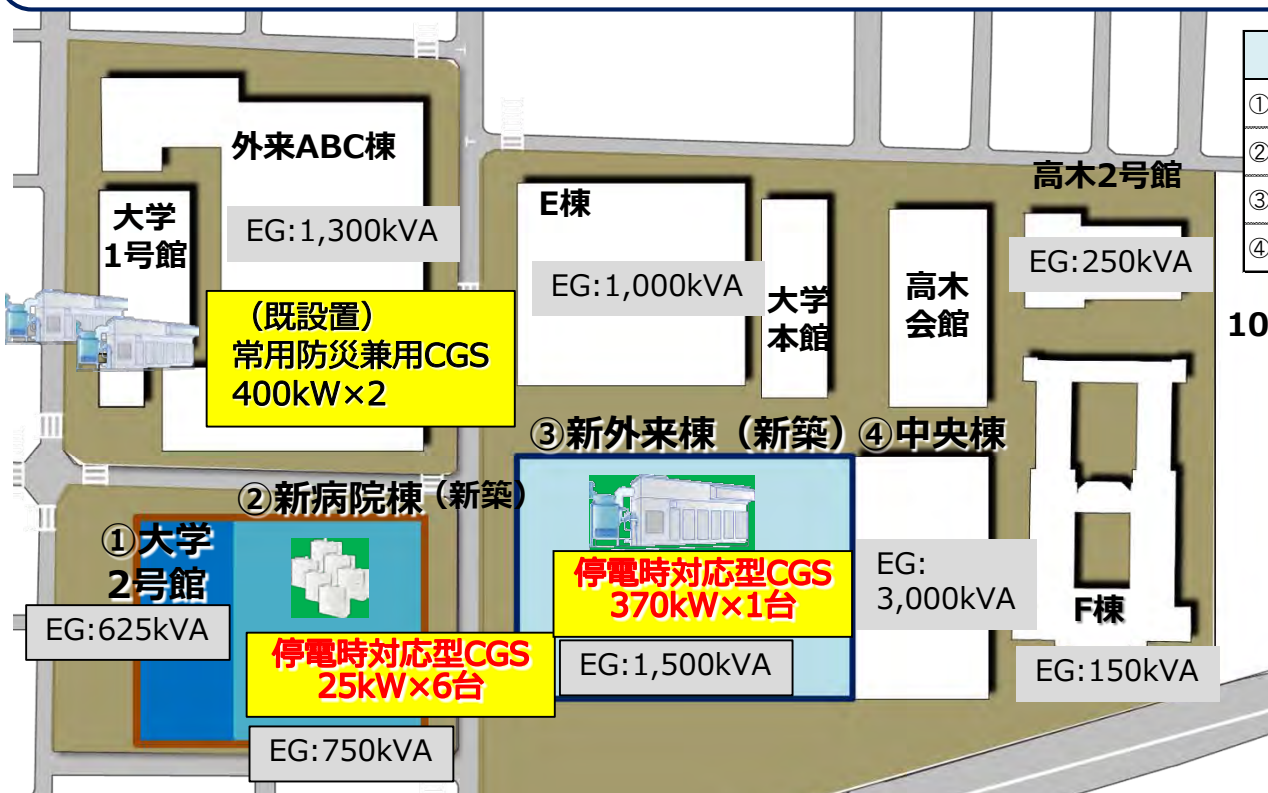 外来ABC棟
大学
1号館
EG:1,300kVA
(既設置)
常用防災兼用CGS
400kW×2
E棟
EG:1,000kVA
大学
本館
高木
会館
高木2号館
EG:250kVA
①
②
③
④
10
②新病院棟(新築)
①大学
2号館
EG:625kVA
停電時対応型CGS
25kW×6台
EG:750kVA
③新外来棟(新築)
停電時対応型CGS
370kW×1台
EG:1,500kVA
④中央棟
EG:
3,000kVA
F棟
EG:150kVA